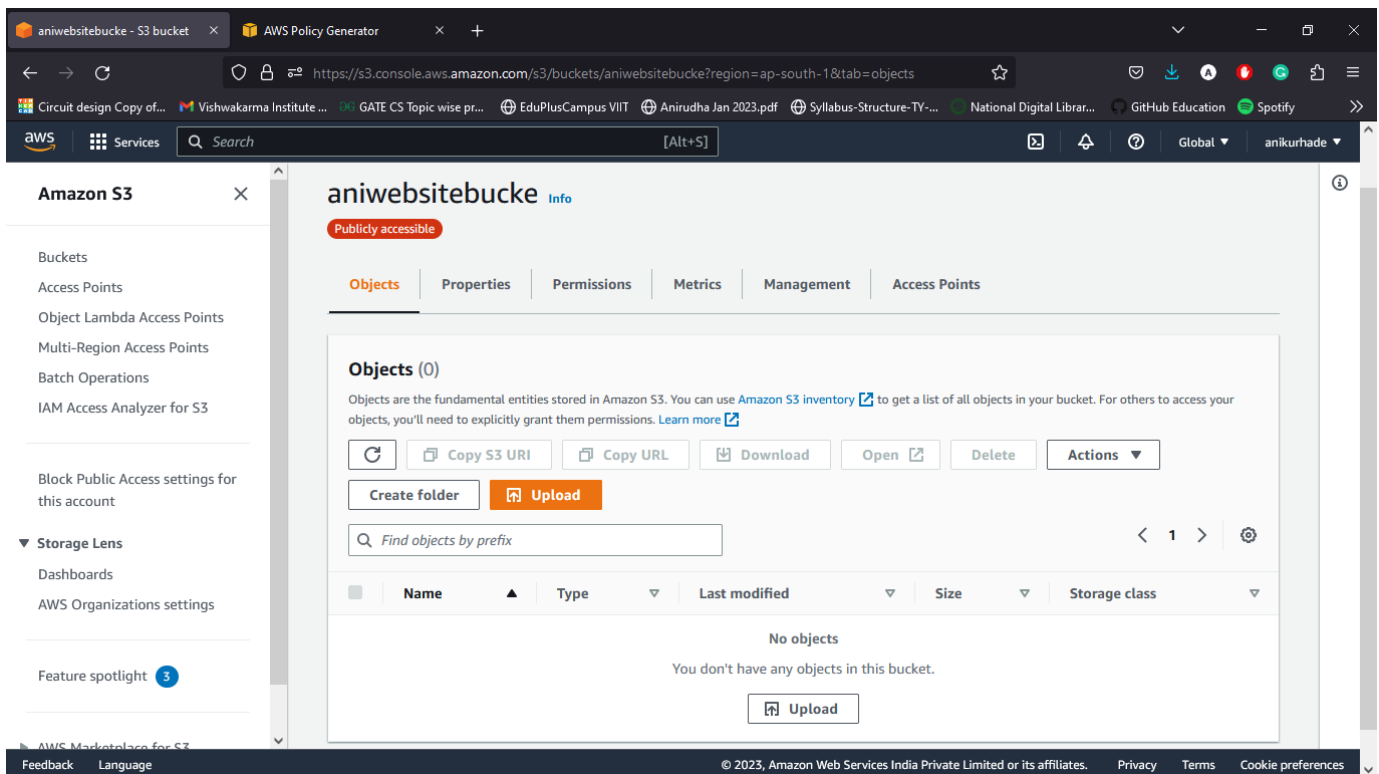 aniwebsitebucke - S3 bucket
AWS Policy Generator
https://s3.console.aws.amazon.com/s3/buckets/aniwebsitebucke?region=ap-south-1&tab=objects
Circuit design Copy of... Vishwakarma Institute ... GATE CS Topic wise pr... EduPlusCampus VIIT Anirudha Jan 2023.pdf Syllabus-Structure-TY-... National Digital Librar... GitHub Education Spotify
aws Services Search [Alt+S] Global anikurhade
Amazon S3
Buckets
Access Points
Object Lambda Access Points
Multi-Region Access Points
Batch Operations
IAM Access Analyzer for S3
Block Public Access settings for
this account
Storage Lens
Dashboards
AWS Organizations settings
Feature spotlight 3
AWS Marketplace for S3
aniwebsitebucke Info
Publicly accessible
Objects Properties Permissions Metrics Management Access Points
Objects (0)
Objects are the fundamental entities stored in Amazon S3. You can use Amazon S3 inventory to get a list of all objects in your bucket. For others to access your
objects, you'll need to explicitly grant them permissions. Learn more
Copy S3 URI Copy URL Download Open Delete Actions
Create folder Upload
Find objects by prefix 1
Name Type Last modified Size Storage class
No objects
You don't have any objects in this bucket.
Upload
Feedback Language © 2023, Amazon Web Services India Private Limited or its affiliates. Privacy Terms Cookie preferences